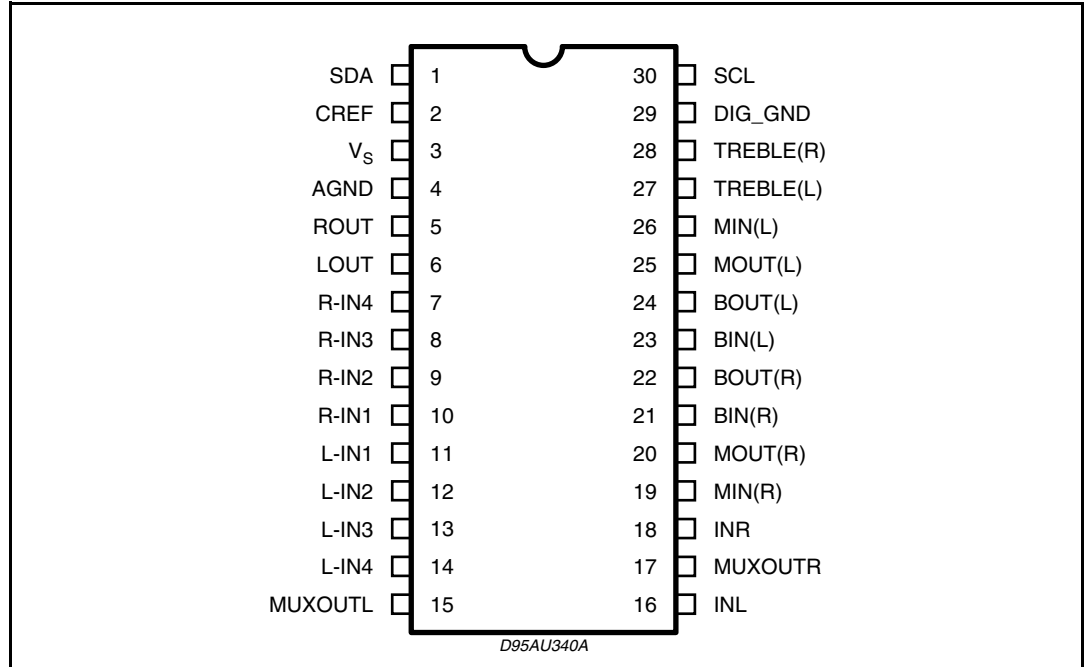 SDA 1 30 SCL
CREF 2 29 DIG_GND
VS 3 28 TREBLE(R)
AGND 4 27 TREBLE(L)
ROUT 5 26 MIN(L)
LOUT 6 25 MOUT(L)
R-IN4 7 24 BOUT(L)
R-IN3 8 23 BIN(L)
R-IN2 9 22 BOUT(R)
R-IN1 10 21 BIN(R)
L-IN1 11 20 MOUT(R)
L-IN2 12 19 MIN(R)
L-IN3 13 18 INR
L-IN4 14 17 MUXOUTR
MUXOUTL 15 16 INL
D95AU340A